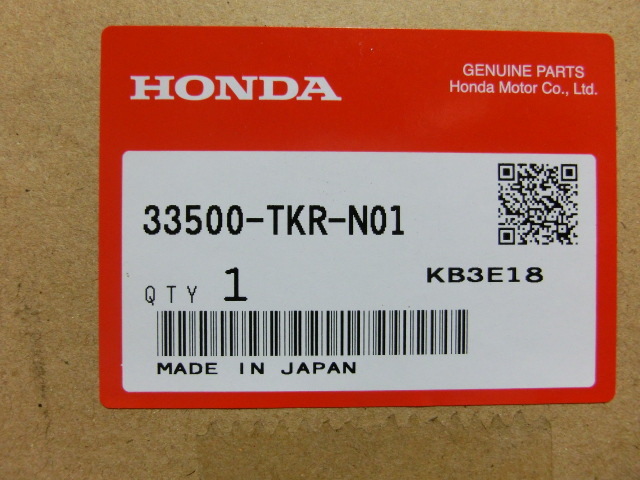 HONDA
GENUINE PARTS
Honda Motor Co., Ltd.
33500-TKR-N01
QTY 1
KB3E18
MADE IN JAPAN